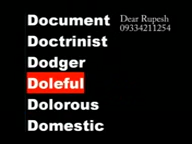 Document
Doctrinist
Dodger
Doleful
Dolorous
Domestic
Dear Rupesh
09334211254